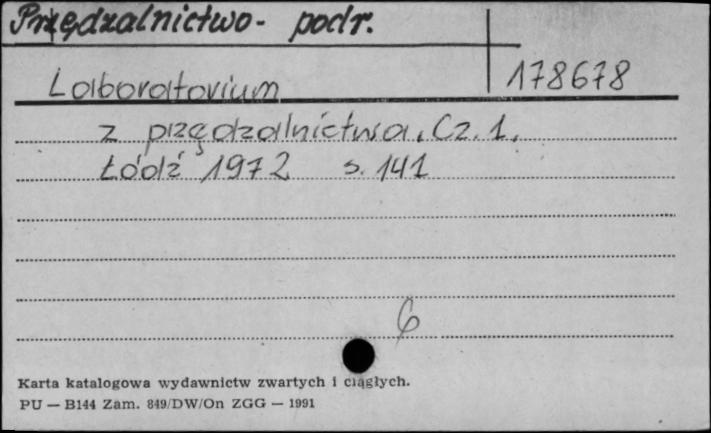 Przędzalnictwo - podr.
Laboratorium 178678
z przędzalnictwa. Cz. 1.
Łódź 1972 s. 141
6
Karta katalogowa wydawnictw zwartych i ciągłych.
PU — B144 Zam. 849/DW/On ZGG — 1991